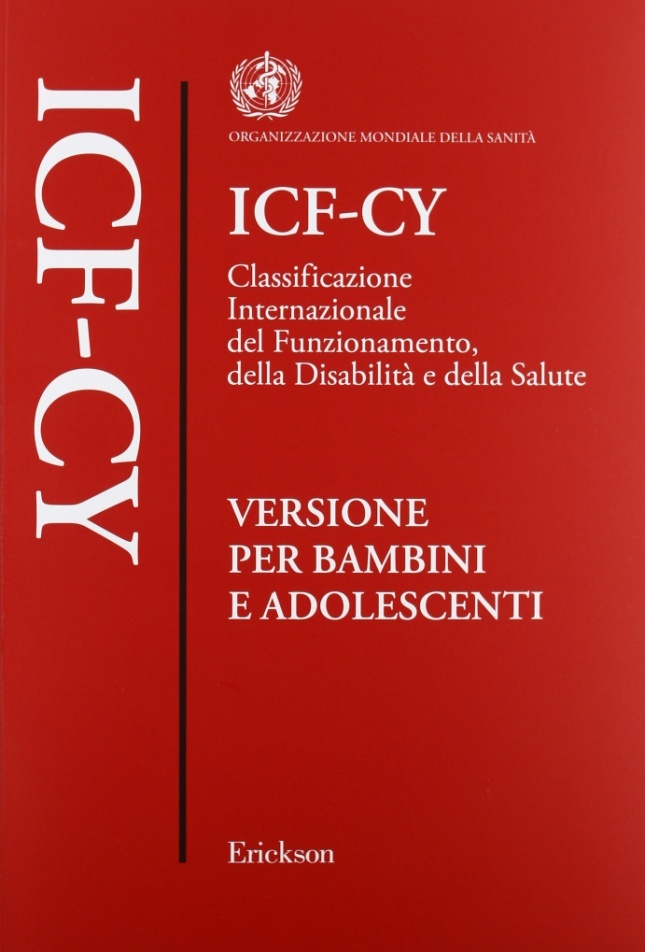 ICF-CY
ORGANIZZAZIONE MONDIALE DELLA SANITÀ
ICF-CY
Classificazione
Internazionale
del Funzionamento,
della Disabilità e della Salute
VERSIONE
PER BAMBINI
E ADOLESCENTI
Erickson